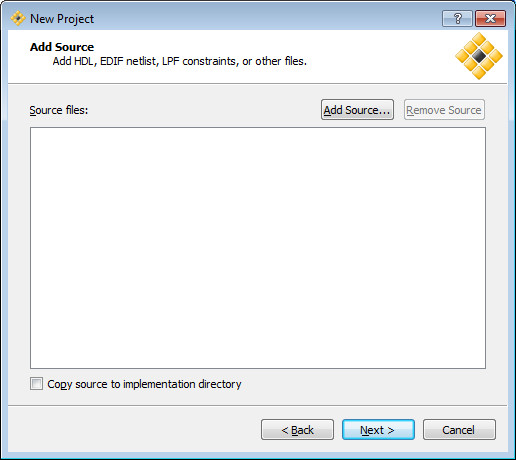 New Project
Add Source
Add HDL, EDIF netlist, LPF constraints, or other files.
Source files:
Add Source...
Remove Source
Copy source to implementation directory
< Back
Next >
Cancel